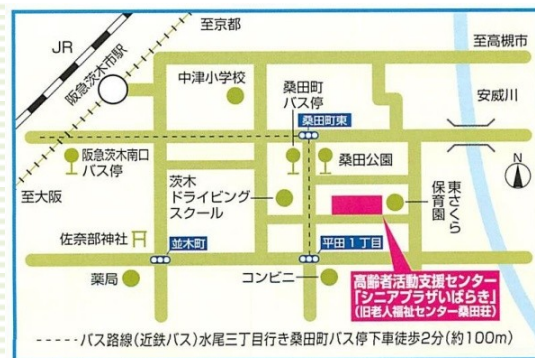 至京都
JR
至高槻市
阪急茨木市駅
中津小学校
桑田町
バス停
安威川
桑田町東
阪急茨木南口
バス停
桑田公園
N
至大阪
茨木
ドライビング
スクール
東さくら
保育園
佐奈部神社
並木町
平田1丁目
薬局
コンビニ
高齢者活動支援センター
「シニアプラザいばらき」
(旧老人福祉センター桑田荘)
-----バス路線(近鉄バス)水尾三丁目行き桑田町バス停下車徒歩2分(約100m)